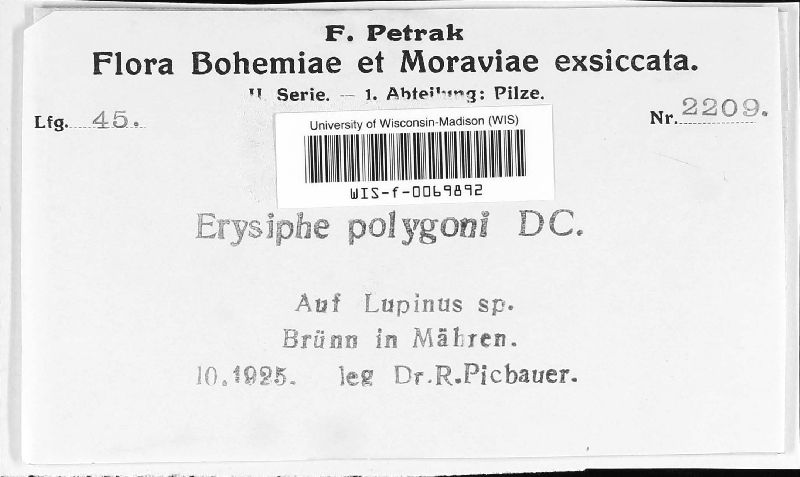 F. Petrak
Flora Bohemiae et Moraviae exsiccata.
II. Serie. — 1. Abteilung: Pilze.
Lfg. 45.
Nr. 2209.
University of Wisconsin-Madison (WIS)
WIS-f-0069892
Erysiphe polygoni DC.
Auf Lupinus sp.
Brünn in Mähren.
10.1925. leg Dr.R.Picbauer.